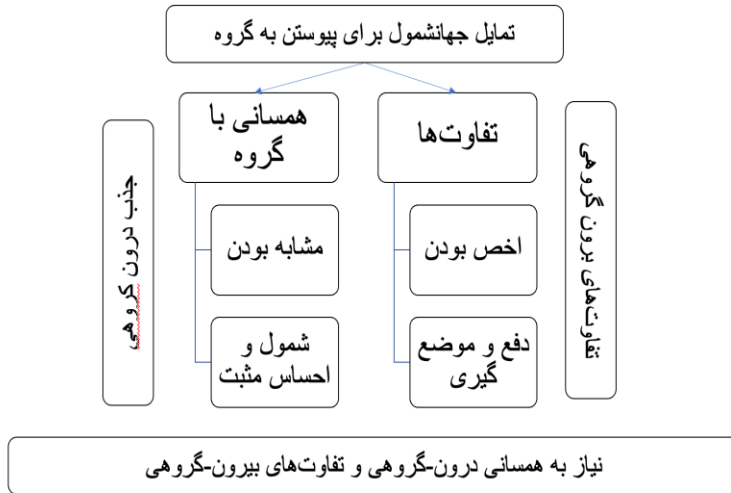 تمایل جهانشمول برای پیوستن به گروه
تفاوت‌ها
همسانی با
گروه
اخص بودن
مشابه بودن
دفع و موضع
گیری
شمول و
احساس مثبت
تفاوت‌های برون گروهی
جذب درون کروهی
نیاز به همسانی درون-گروهی و تفاوت‌های بیرون-گروهی